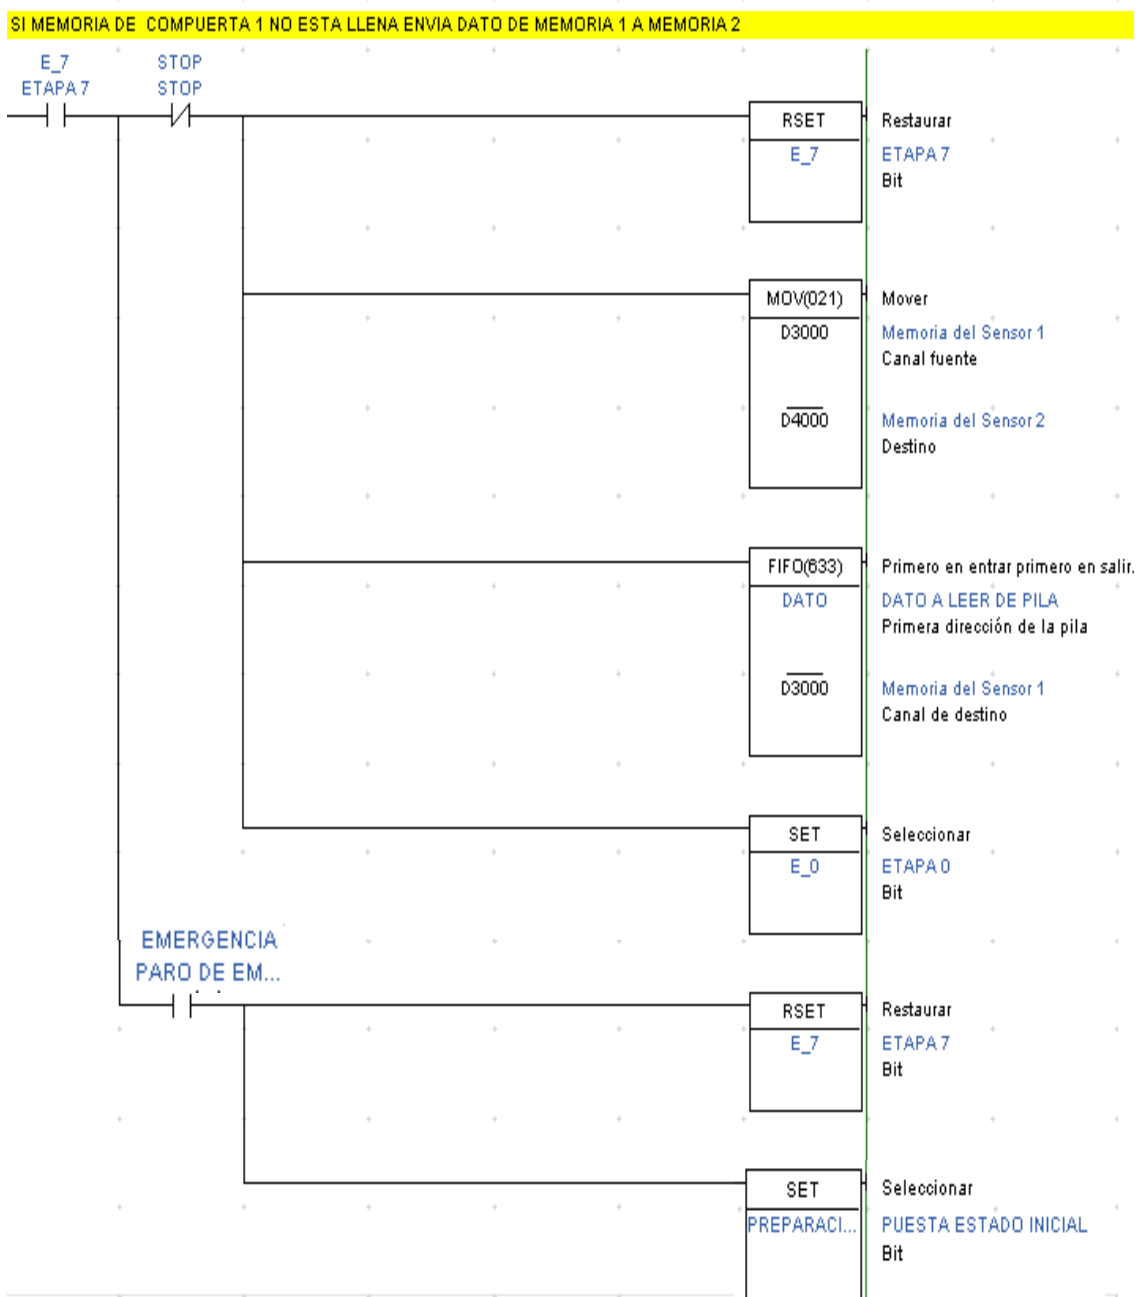 SI MEMORIA DE COMPUERTA 1 NO ESTA LLENA ENVIA DATO DE MEMORIA 1 A MEMORIA 2
E_7
ETAPA 7
STOP
STOP
RSET
Restaurar
E_7
ETAPA 7
Bit
MOV(021)
Mover
D3000
Memoria del Sensor 1
Canal fuente
D4000
Memoria del Sensor 2
Destino
FIFO(633)
Primero en entrar primero en salir.
DATO
DATO A LEER DE PILA
Primera dirección de la pila
D3000
Memoria del Sensor 1
Canal de destino
SET
Seleccionar
E_0
ETAPA 0
Bit
EMERGENCIA
PARO DE EM...
RSET
Restaurar
E_7
ETAPA 7
Bit
SET
Seleccionar
PREPARACI...
PUESTA ESTADO INICIAL
Bit